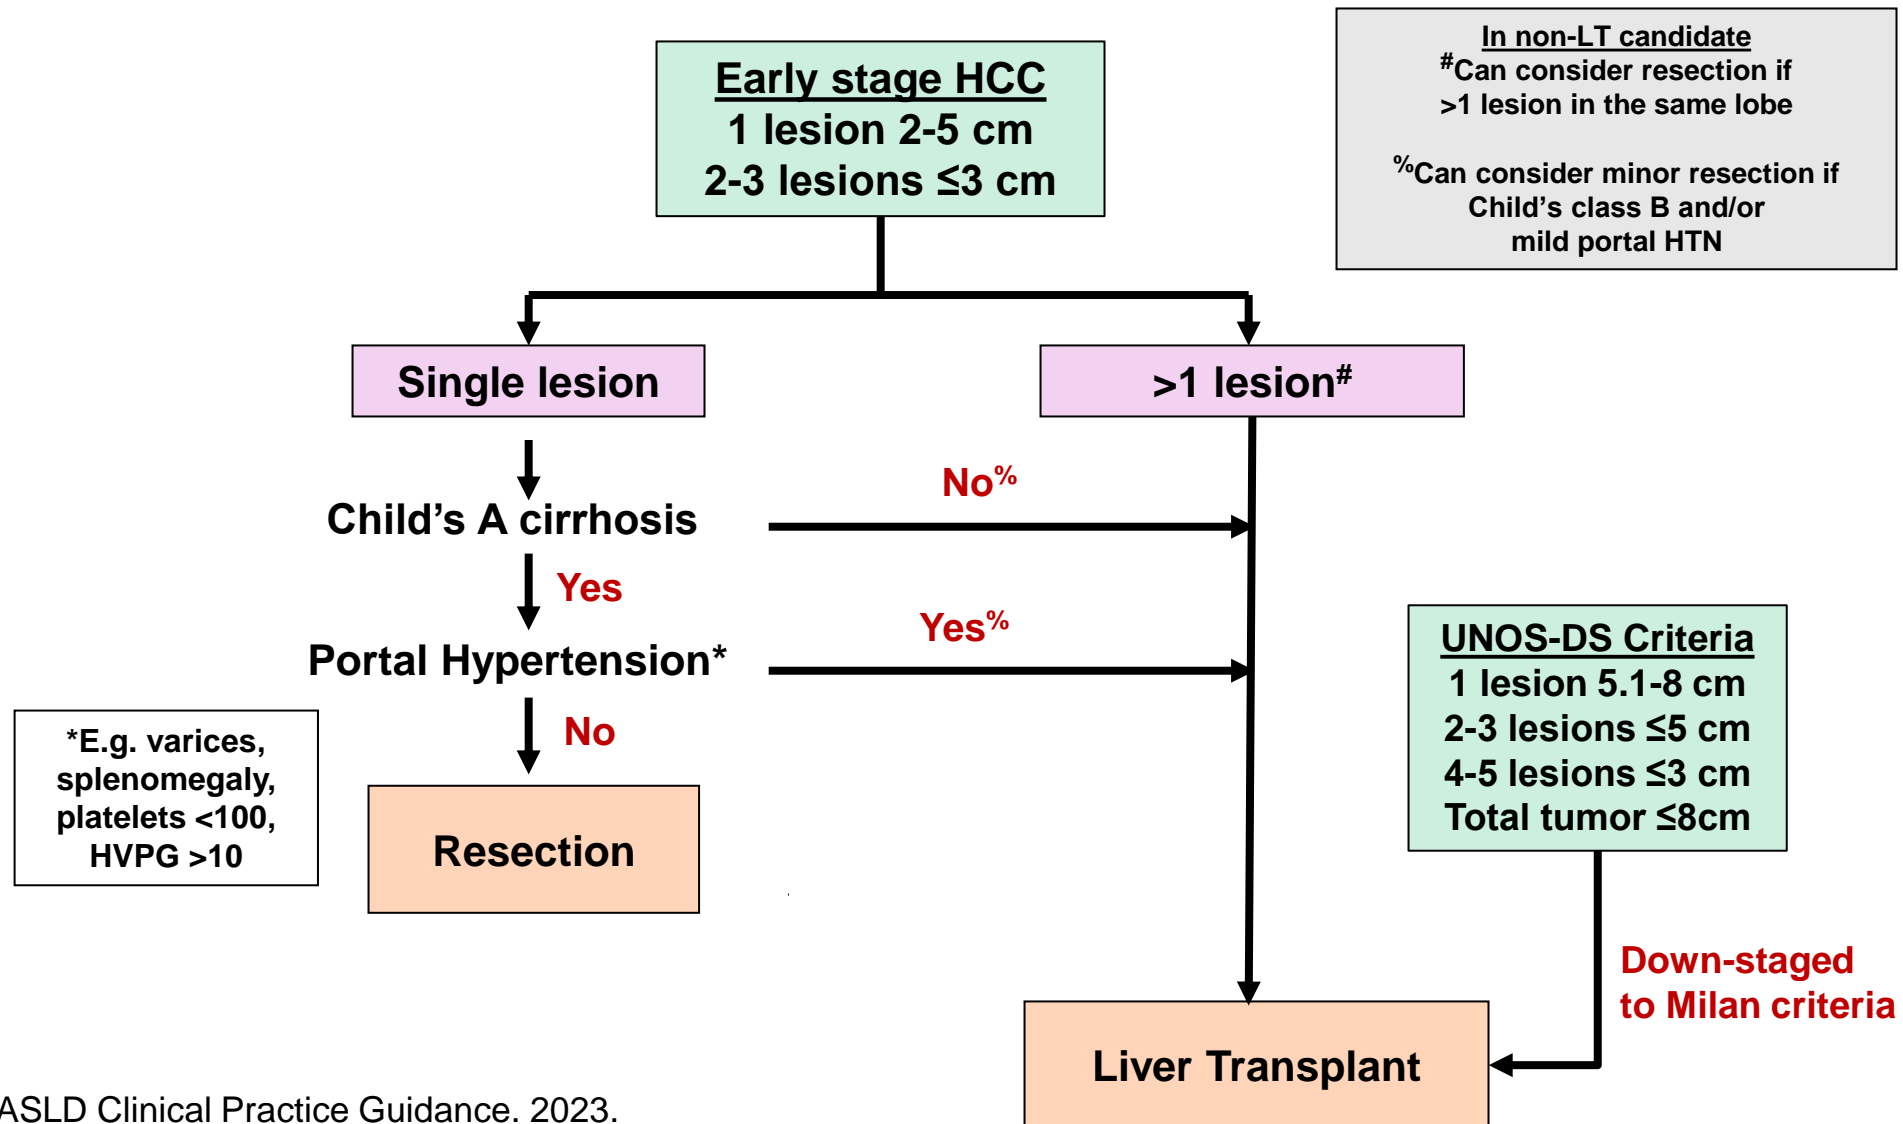 Early stage HCC
1 lesion 2-5 cm
2-3 lesions ≤3 cm
In non-LT candidate
#Can consider resection if
>1 lesion in the same lobe
%Can consider minor resection if
Child’s class B and/or
mild portal HTN
Single lesion
>1 lesion#
No%
Child’s A cirrhosis
Yes
Yes%
Portal Hypertension*
No
*E.g. varices,
splenomegaly,
platelets <100,
HVPG >10
Resection
UNOS-DS Criteria
1 lesion 5.1-8 cm
2-3 lesions ≤5 cm
4-5 lesions ≤3 cm
Total tumor ≤8cm
Down-staged
to Milan criteria
Liver Transplant
ASLD Clinical Practice Guidance. 2023.